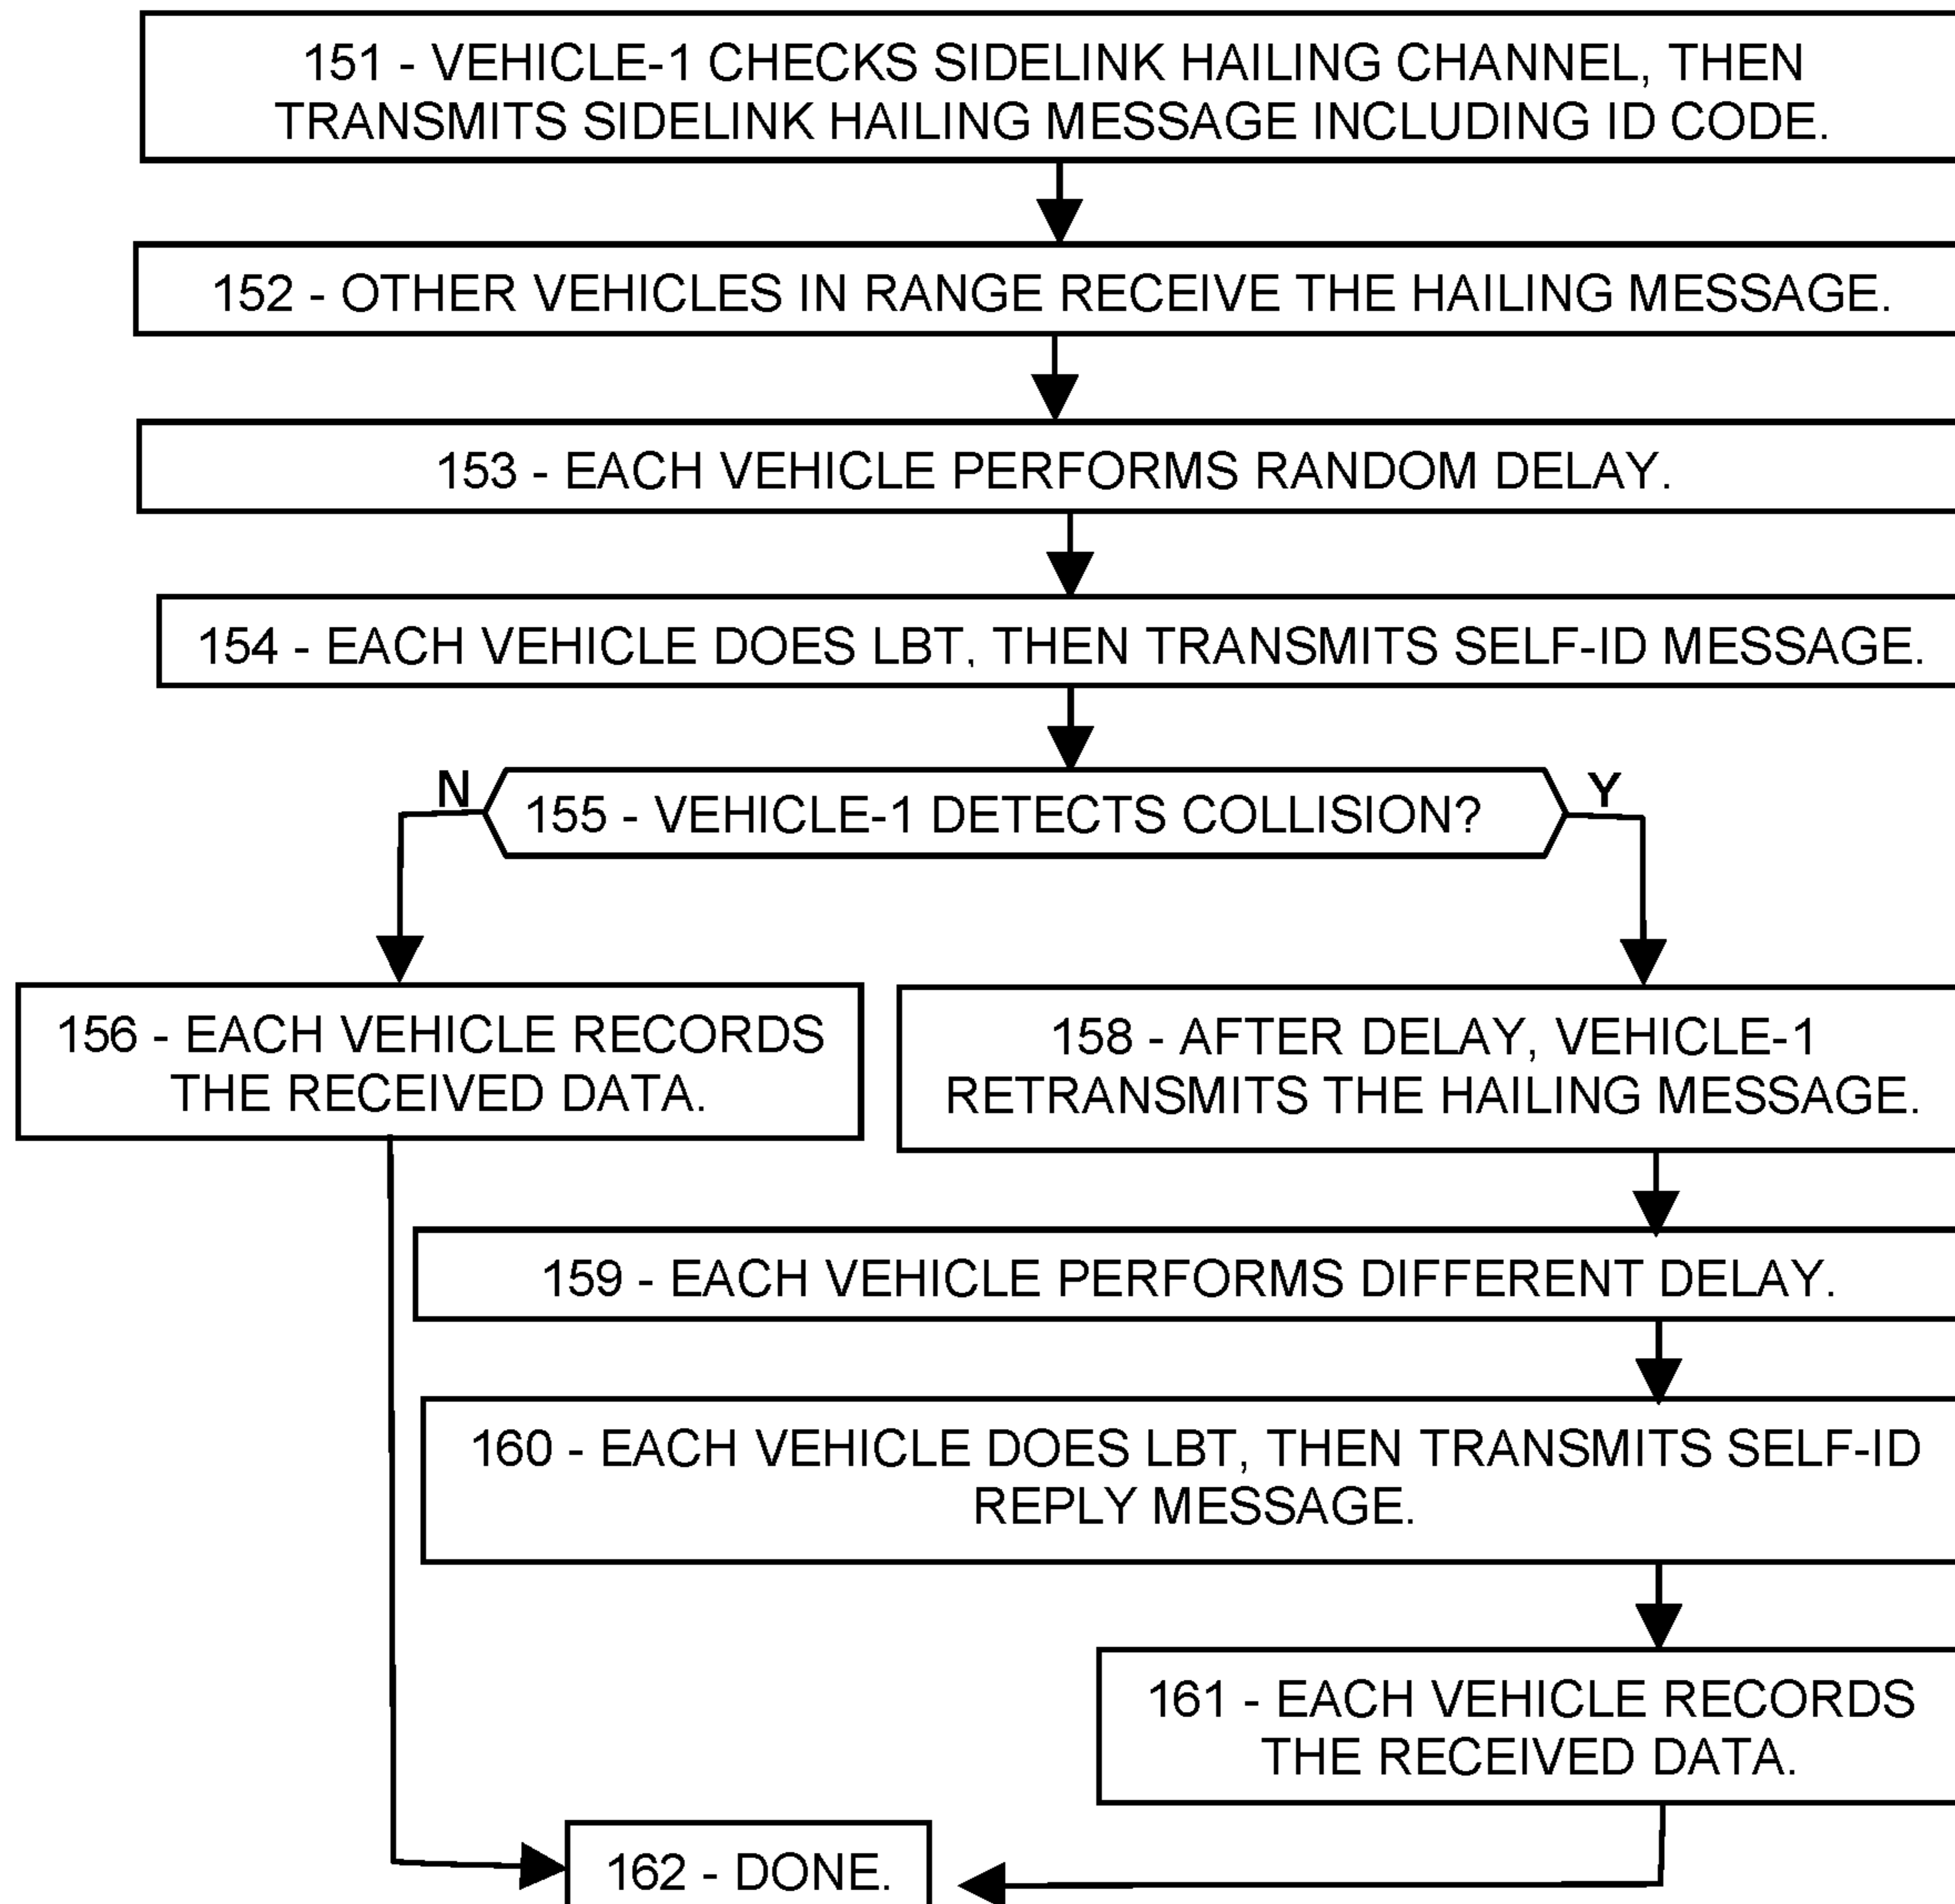 151 - VEHICLE-1 CHECKS SIDELINK HAILING CHANNEL, THEN
TRANSMITS SIDELINK HAILING MESSAGE INCLUDING ID CODE.
152 - OTHER VEHICLES IN RANGE RECEIVE THE HAILING MESSAGE.
153 - EACH VEHICLE PERFORMS RANDOM DELAY.
154 - EACH VEHICLE DOES LBT, THEN TRANSMITS SELF-ID MESSAGE.
N
155 - VEHICLE-1 DETECTS COLLISION?
Y
156 - EACH VEHICLE RECORDS
THE RECEIVED DATA.
158 - AFTER DELAY, VEHICLE-1
RETRANSMITS THE HAILING MESSAGE.
159 - EACH VEHICLE PERFORMS DIFFERENT DELAY.
160 - EACH VEHICLE DOES LBT, THEN TRANSMITS SELF-ID
REPLY MESSAGE.
161 - EACH VEHICLE RECORDS
THE RECEIVED DATA.
162 - DONE.